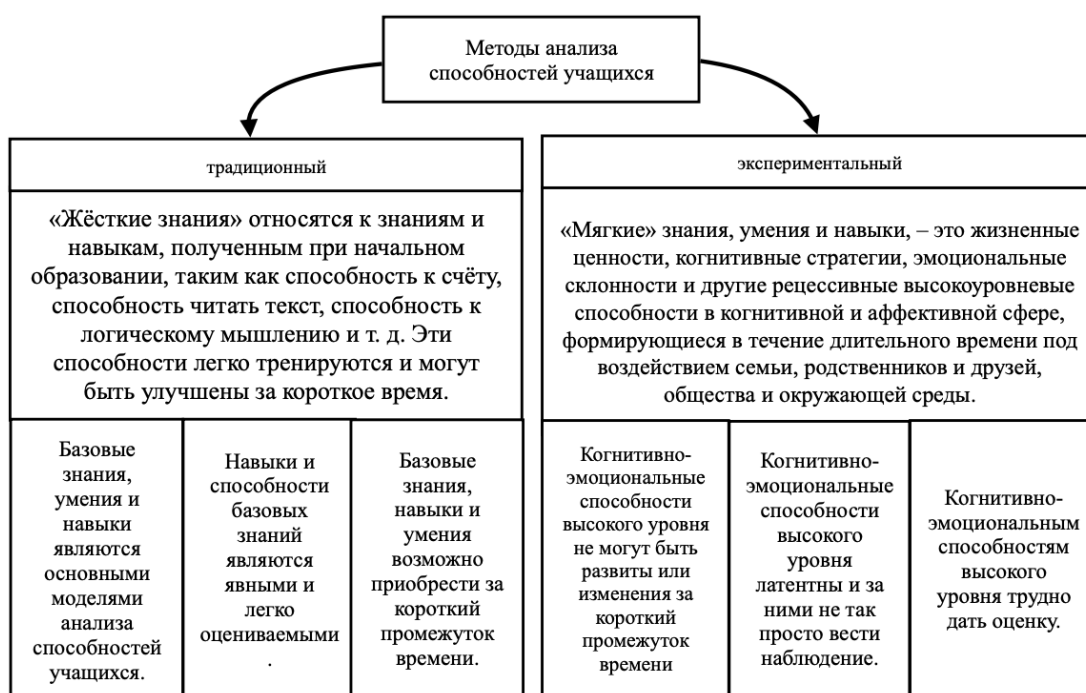 Методы анализа
способностей учащихся
традиционный
«Жёсткие знания» относятся к знаниям и
навыкам, полученным при начальном
образовании, таким как способность к счёту,
способность читать текст, способность к
логическому мышлению и т. д. Эти
способности легко тренируются и могут
быть улучшены за короткое время.
Базовые
знания,
умения и
навыки
являются
основными
моделями
анализа
способностей
учащихся.
Навыки и
способности
базовых
знаний
являются
явными и
легко
оцениваемыми
.
Базовые
знания,
навыки и
умения
возможно
приобрести за
короткий
промежуток
времени.
экспериментальный
«Мягкие» знания, умения и навыки, – это жизненные
ценности, когнитивные стратегии, эмоциональные
склонности и другие рецессивные высокоуровневые
способности в когнитивной и аффективной сфере,
формирующиеся в течение длительного времени под
воздействием семьи, родственников и друзей,
общества и окружающей среды.
Когнитивно-
эмоциональные
способности
высокого уровня
не могут быть
развиты или
изменения за
короткий
промежуток
времени
Когнитивно-
эмоциональные
способности
высокого
уровня
латентны и за
ними не так
просто вести
наблюдение.
Когнитивно-
эмоциональным
способностям
высокого
уровня трудно
дать оценку.